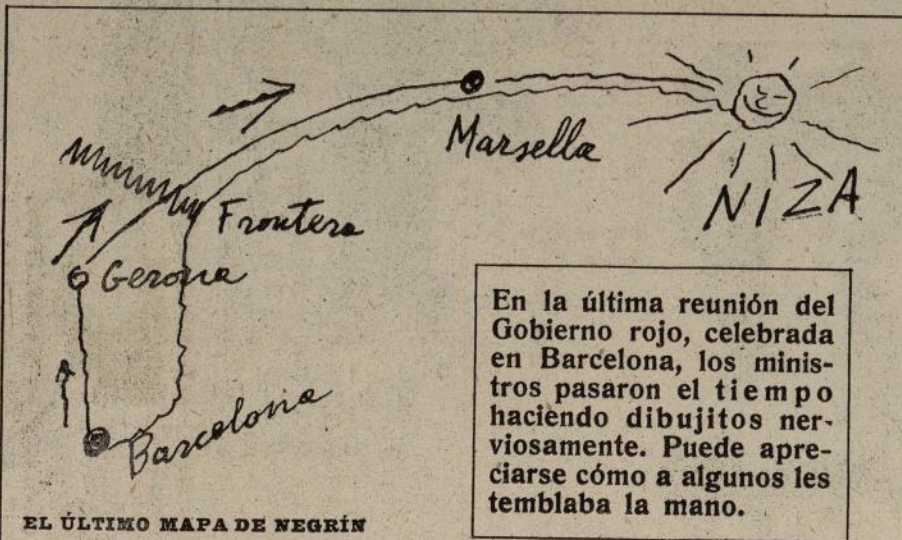 Marsella
NIZA
Frontera
Gerona
Barcelona
En la última reunión del
Gobierno rojo, celebrada
en Barcelona, los minis-
tros pasaron el tiempo
haciendo dibujitos ner-
viosamente. Puede apre-
ciarse cómo a algunos les
temblaba la mano.
EL ÚLTIMO MAPA DE NEGRÍN